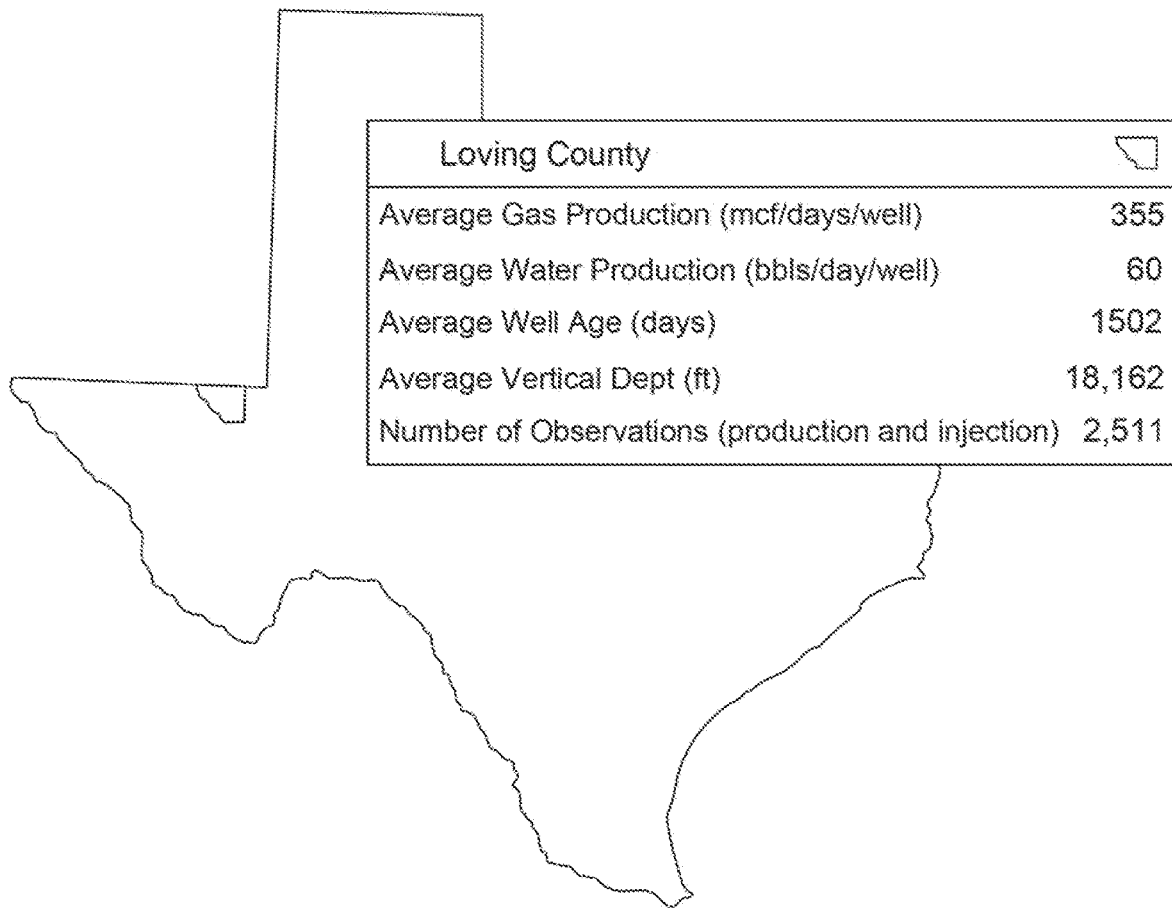 Loving County
Average Gas Production (mcf/days/well) 355
Average Water Production (bbls/day/well) 60
Average Well Age (days) 1502
Average Vertical Dept (ft) 18,162
Number of Observations (production and injection) 2,511